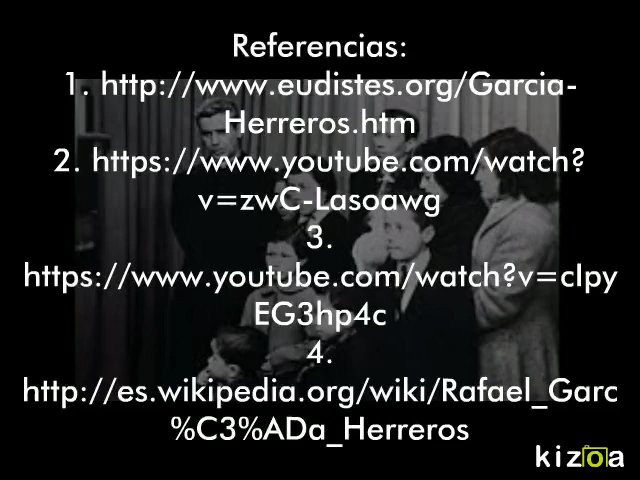 Referencias:
1. http://www.eudistes.org/Garcia-
Herreros.htm
2. https://www.youtube.com/watch?
v=zwC-Lasoawg
3.
https://www.youtube.com/watch?v=cIpy
EG3hp4c
4.
http://es.wikipedia.org/wiki/Rafael_Garc
%C3%ADa_Herreros
kizoa